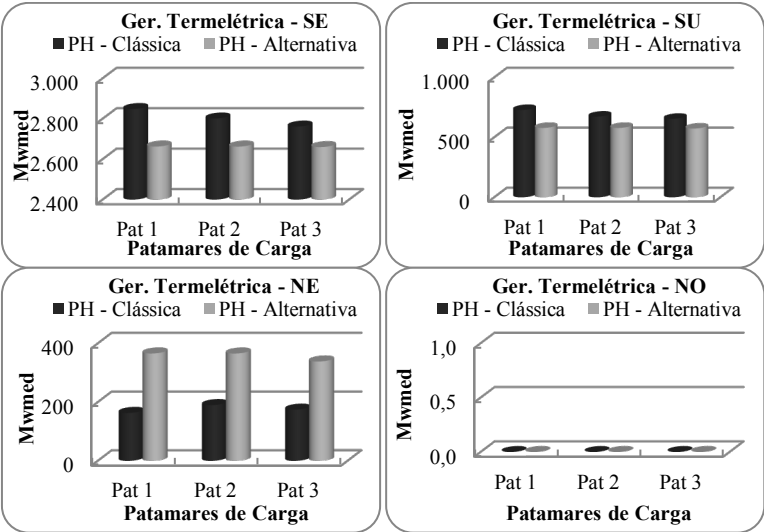 Ger. Termelétrica - SE
PH - Clássica PH - Alternativa
3.000
2.800
2.600
2.400
Mwmed
Pat 1 Pat 2 Pat 3
Patamares de Carga
Ger. Termelétrica - SU
PH - Clássica PH - Alternativa
1.000
500
0
Mwmed
Pat 1 Pat 2 Pat 3
Patamares de Carga
Ger. Termelétrica - NE
PH - Clássica PH - Alternativa
400
200
0
Mwmed
Pat 1 Pat 2 Pat 3
Patamares de Carga
Ger. Termelétrica - NO
PH - Clássica PH - Alternativa
1,0
0,5
0,0
Mwmed
Pat 1 Pat 2 Pat 3
Patamares de Carga